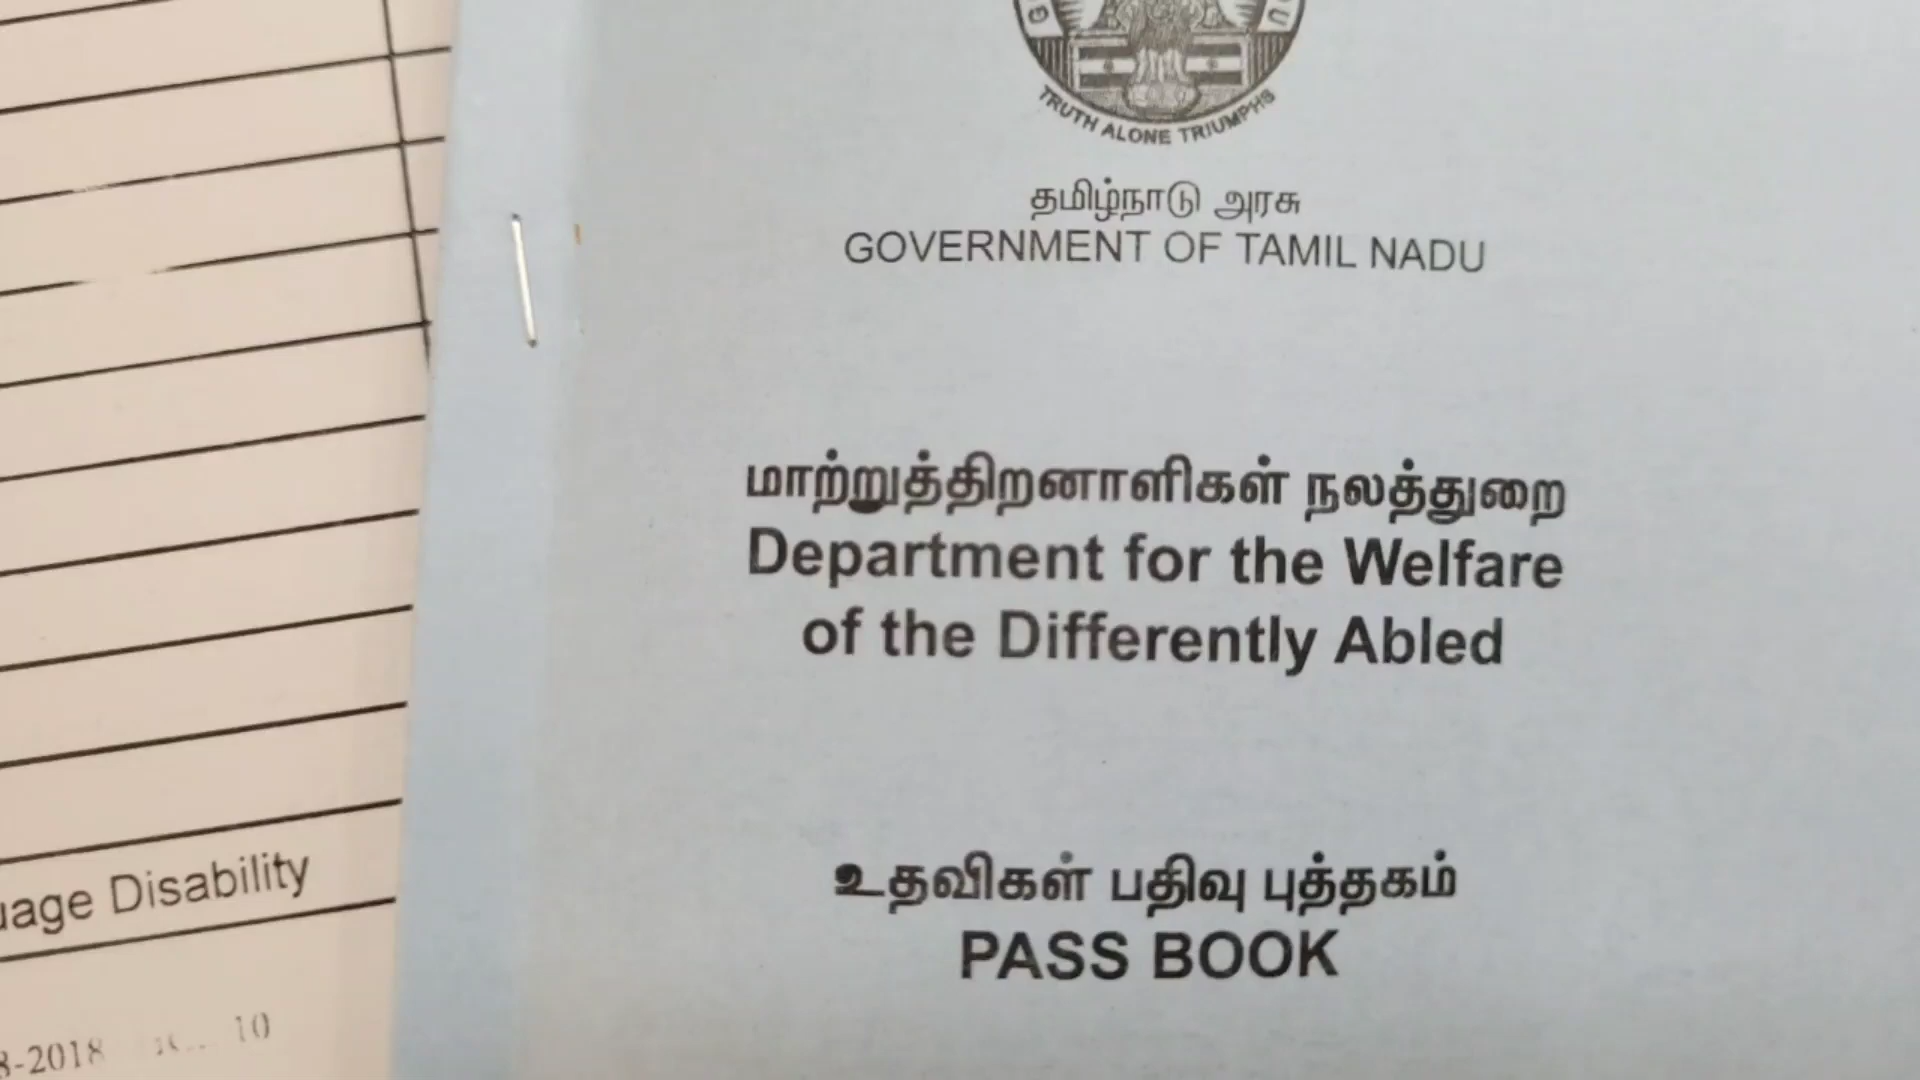 TRUTH ALONE TRIUMPHS
தமிழ்நாடு அரசு
GOVERNMENT OF TAMIL NADU
மாற்றுத்திறனாளிகள் நலத்துறை
Department for the Welfare
of the Differently Abled
உதவிகள் பதிவு புத்தகம்
PASS BOOK
Disability
-2018
10